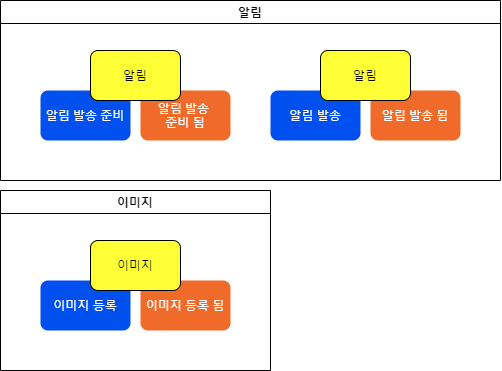 알림
알림
알림
알림 발송 준비
알림 발송
준비 됨
알림 발송
알림 발송 됨
이미지
이미지
이미지 등록
이미지 등록 됨